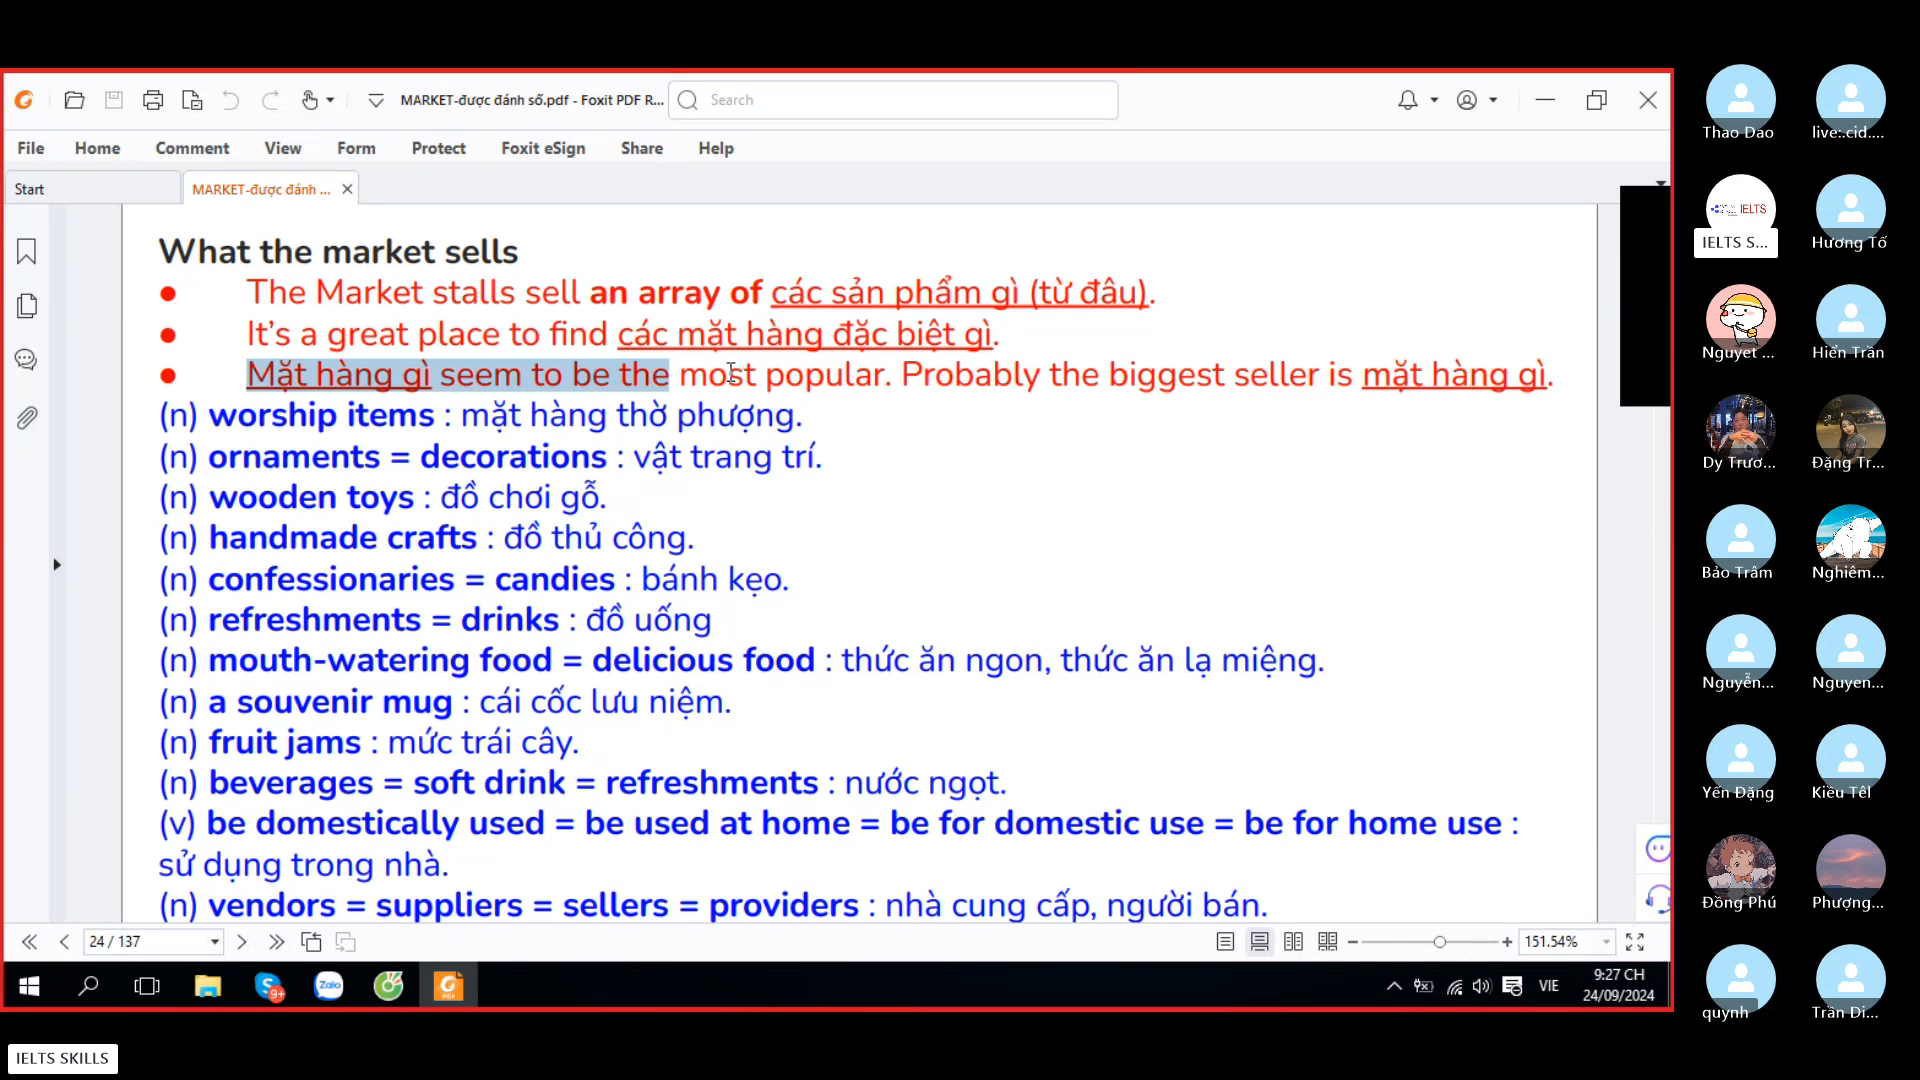 MARKET-được đánh số.pdf - Foxit PDF R...
Search
File Home Comment View Form Protect Foxit eSign Share Help
Start
MARKET-được đánh ...
What the market sells
● The Market stalls sell an array of các sản phẩm gì (từ đâu).
● It's a great place to find các mặt hàng đặc biệt gì.
● Mặt hàng gì seem to be the most popular. Probably the biggest seller is mặt hàng gì.
(n) worship items : mặt hàng thờ phượng.
(n) ornaments = decorations : vật trang trí.
(n) wooden toys : đồ chơi gỗ.
(n) handmade crafts : đồ thủ công.
(n) confessionaries = candies : bánh kẹo.
(n) refreshments = drinks : đồ uống
(n) mouth-watering food = delicious food : thức ăn ngon, thức ăn lạ miệng.
(n) a souvenir mug : cái cốc lưu niệm.
(n) fruit jams : mức trái cây.
(n) beverages = soft drink = refreshments : nước ngọt.
(v) be domestically used = be used at home = be for domestic use = be for home use :
sử dụng trong nhà.
(n) vendors = suppliers = sellers = providers : nhà cung cấp, người bán.
24 / 137
151.54%
9+
Zalo
PDF
VIE
9:27 CH
24/09/2024
IELTS SKILLS
Thao Dao
live:.cid....
IELTS
IELTS S...
Hương Tố
Nguyet ...
Hiển Trần
Dy Trươ...
Đặng Tr...
Bảo Trâm
Nghiêm...
Nguyễn...
Nguyen...
Yến Đặng
Kiều Têl
Đồng Phú
Phượng...
quynh
Trần Di...